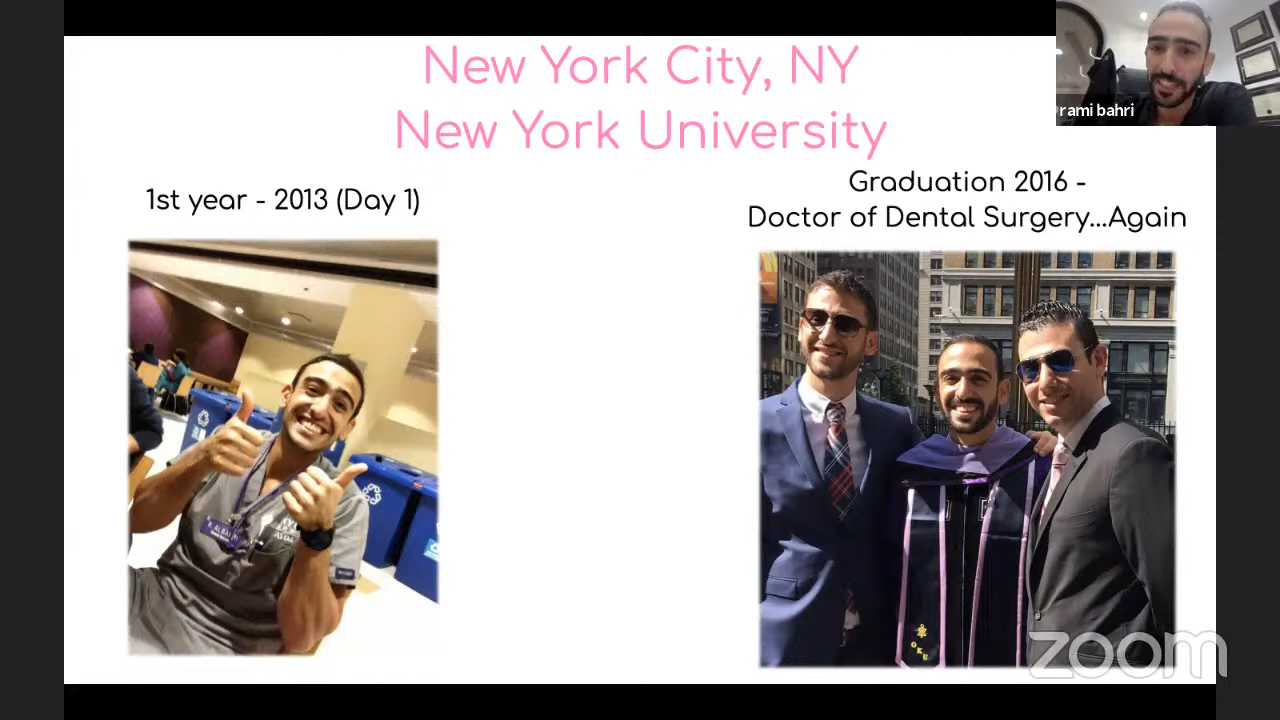 New York City, NY
New York University
rami bahri
1st year - 2013 (Day 1)
Graduation 2016 -
Doctor of Dental Surgery...Again
OKU
zoom